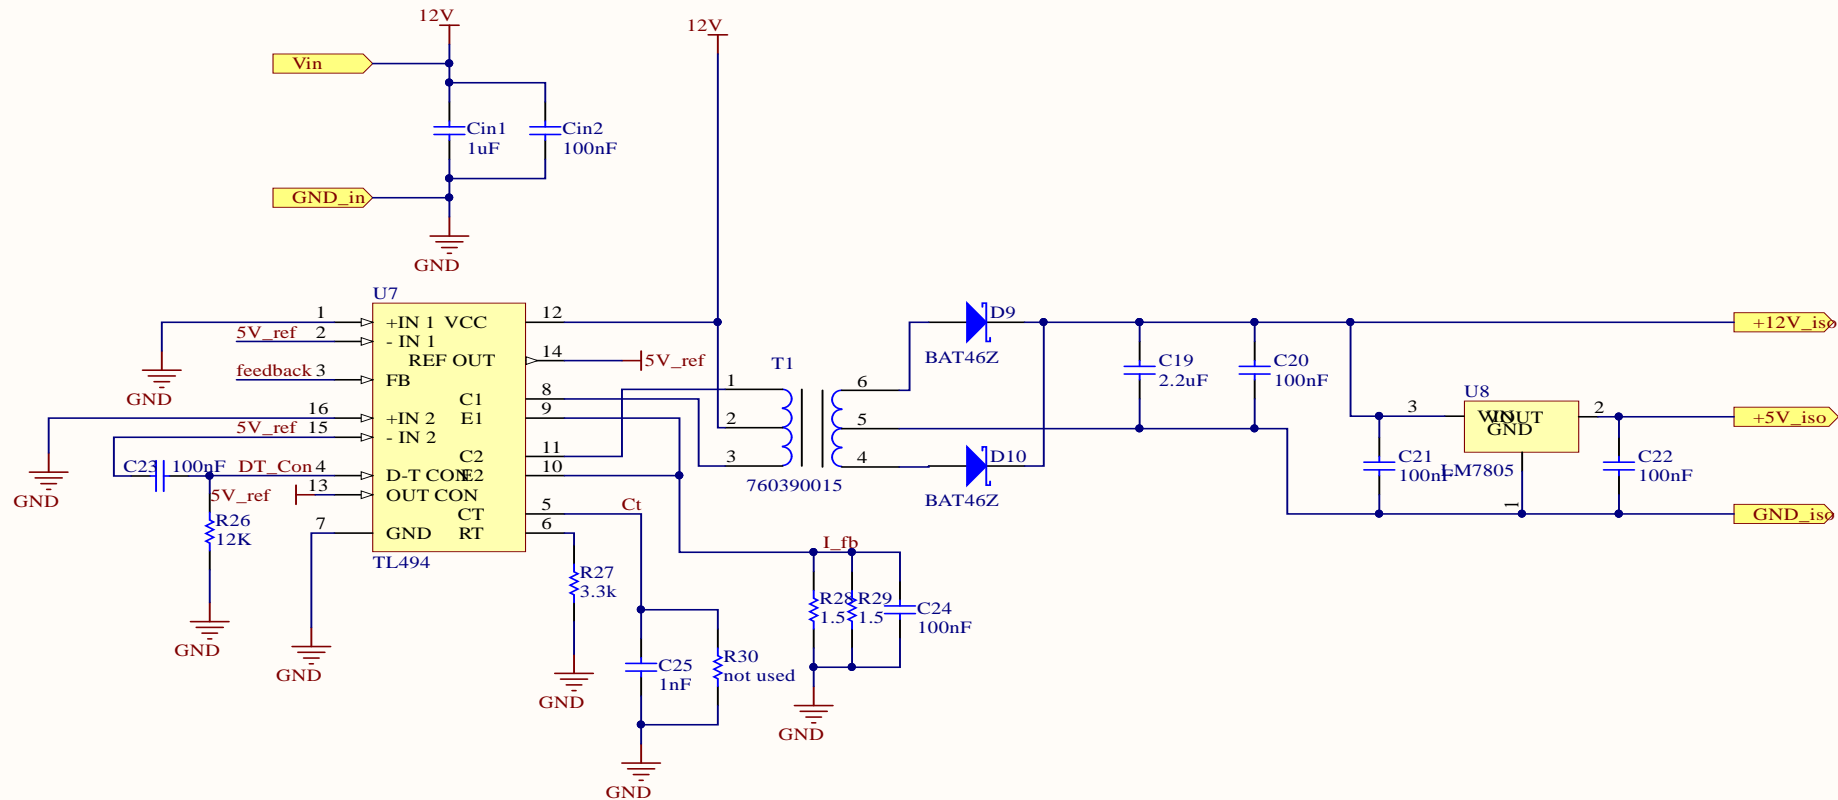 12V
12V
Vin
Cin1
1uF
Cin2
100nF
GND_in
GND
U7
1
+IN 1
VCC
12
5V_ref
2
- IN 1
REF OUT
14
5V_ref
feedback
3
FB
C1
8
GND
16
+IN 2
E1
9
5V_ref
15
- IN 2
C2
11
C23
100nF
DT_Con
4
D-T CON
E2
10
GND
5V_ref
13
OUT CON
CT
5
Ct
R26
12K
7
GND
RT
6
TL494
GND
GND
R27
3.3k
GND
C25
1nF
R30
not used
GND
T1
1
2
3
6
5
4
760390015
D9
BAT46Z
D10
BAT46Z
I_fb
R28
1.5
R29
1.5
C24
100nF
GND
C19
2.2uF
C20
100nF
+12V_iso
U8
3
VIN
VOUT
GND
2
+5V_iso
C21
100nF
LM7805
1
C22
100nF
GND_iso